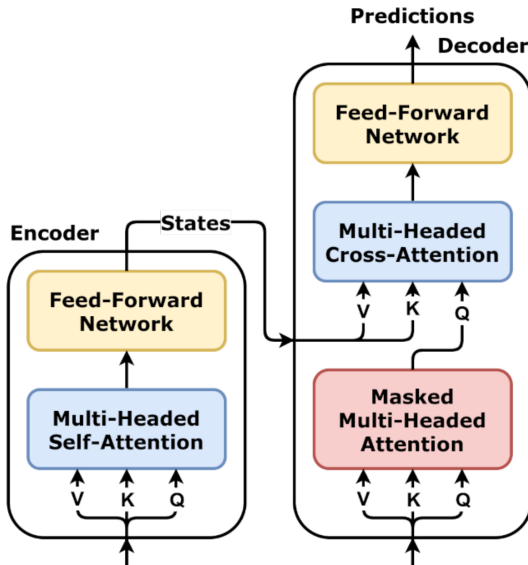 Predictions
Decoder
Feed-Forward
Network
Multi-Headed
Cross-Attention
V K Q
Masked
Multi-Headed
Attention
V K Q
States
Encoder
Feed-Forward
Network
Multi-Headed
Self-Attention
V K Q